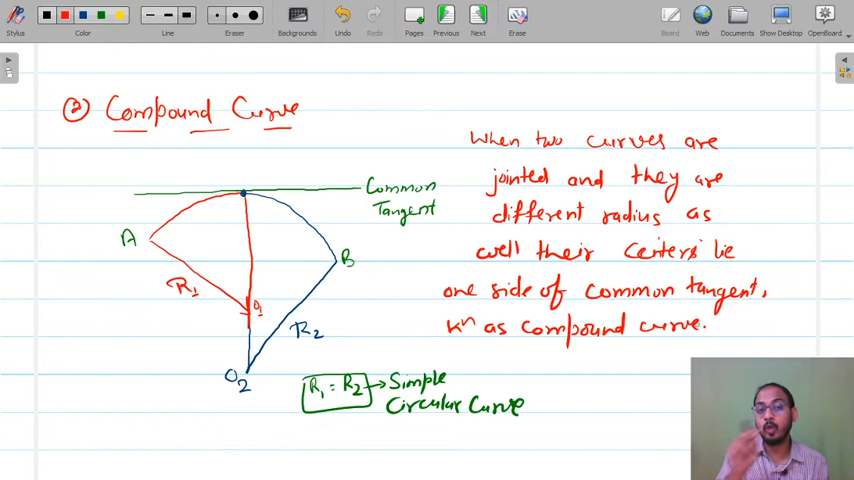 Stylus
Color
Line
Eraser
Backgrounds
Undo
Redo
Pages
Previous
Next
Erase
Board
Web
Documents
Show Desktop
OpenBoard
② Compound Curve
When two curves are
jointed and they are
different radius as
well their centers lie
one side of common tangent,
kⁿ as compound curve.
Common
Tangent
A
B
R1
O1
R2
O2
R1 = R2 → Simple
Circular Curve